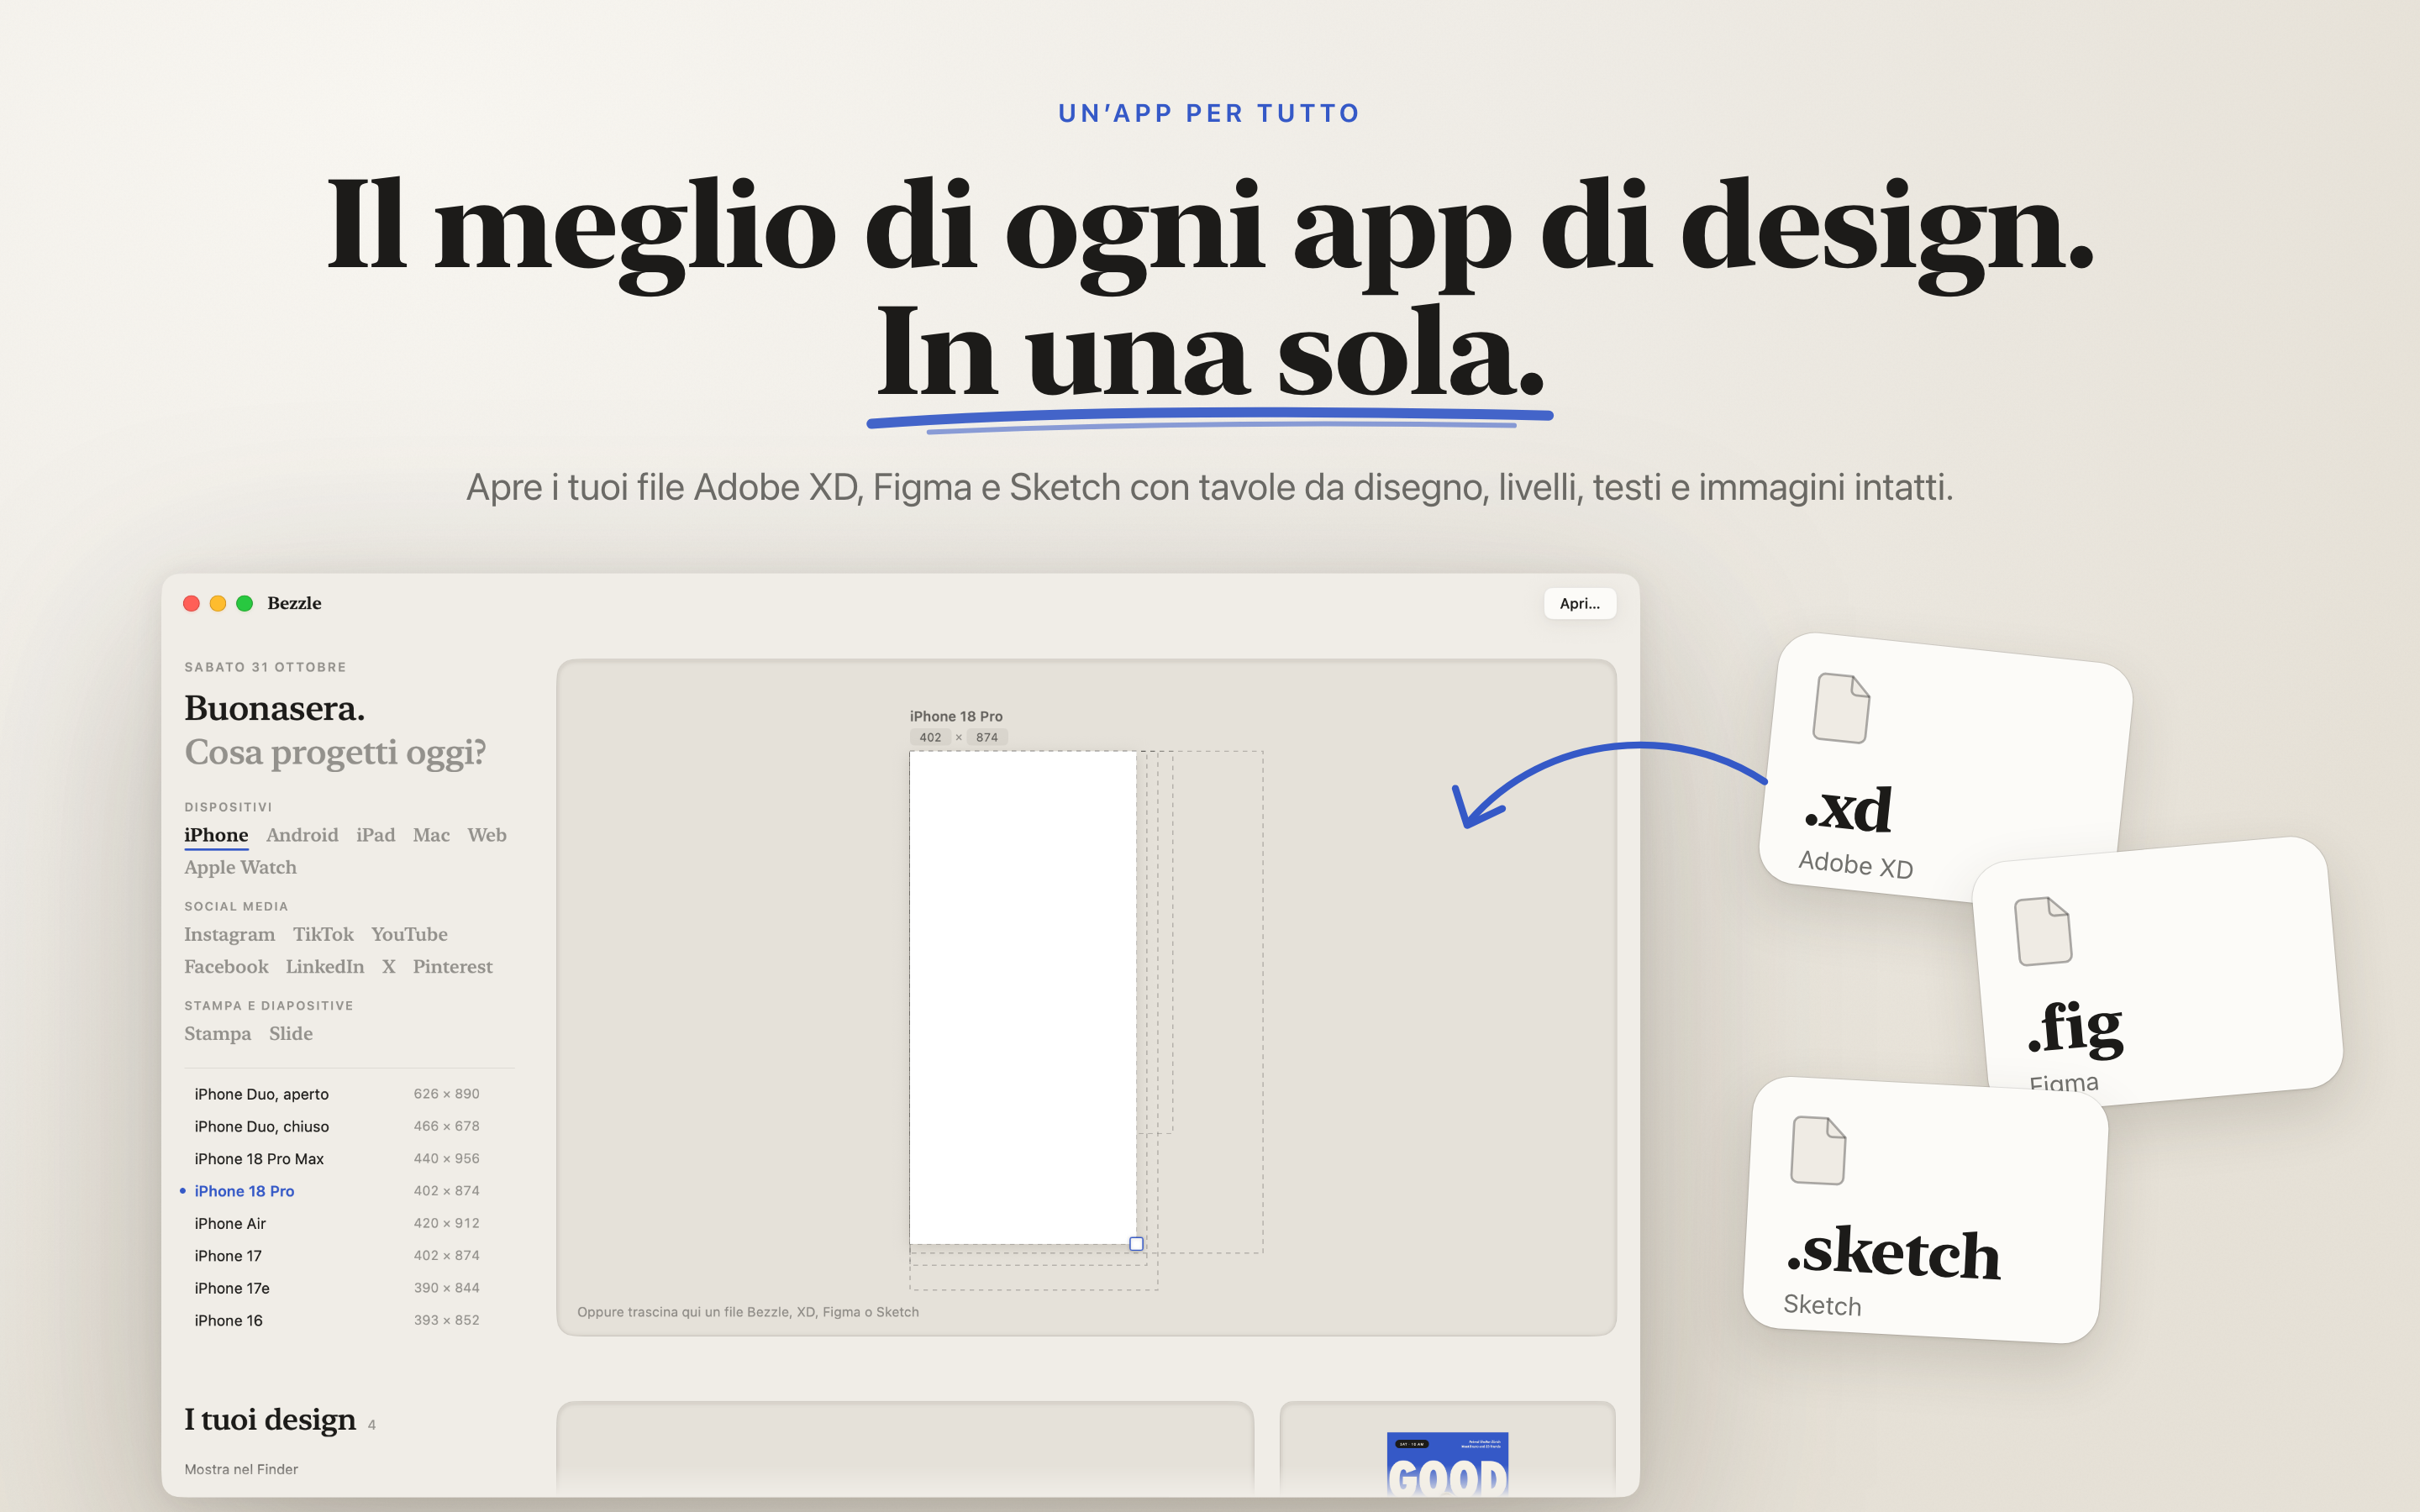 UN'APP PER TUTTO
Il meglio di ogni app di design.
In una sola.
Apre i tuoi file Adobe XD, Figma e Sketch con tavole da disegno, livelli, testi e immagini intatti.
Bezzle
Apri...
SABATO 31 OTTOBRE
Buonasera.
Cosa progetti oggi?
DISPOSITIVI
iPhone Android iPad Mac Web
Apple Watch
SOCIAL MEDIA
Instagram TikTok YouTube
Facebook LinkedIn X Pinterest
STAMPA E DIAPOSITIVE
Stampa Slide
iPhone Duo, aperto 626 × 890
iPhone Duo, chiuso 466 × 678
iPhone 18 Pro Max 440 × 956
iPhone 18 Pro 402 × 874
iPhone Air 420 × 912
iPhone 17 402 × 874
iPhone 17e 390 × 844
iPhone 16 393 × 852
iPhone 18 Pro
402 × 874
Oppure trascina qui un file Bezzle, XD, Figma o Sketch
.xd
Adobe XD
.fig
Figma
.sketch
Sketch
I tuoi design 4
Mostra nel Finder
SAT 10 AM
GOOD